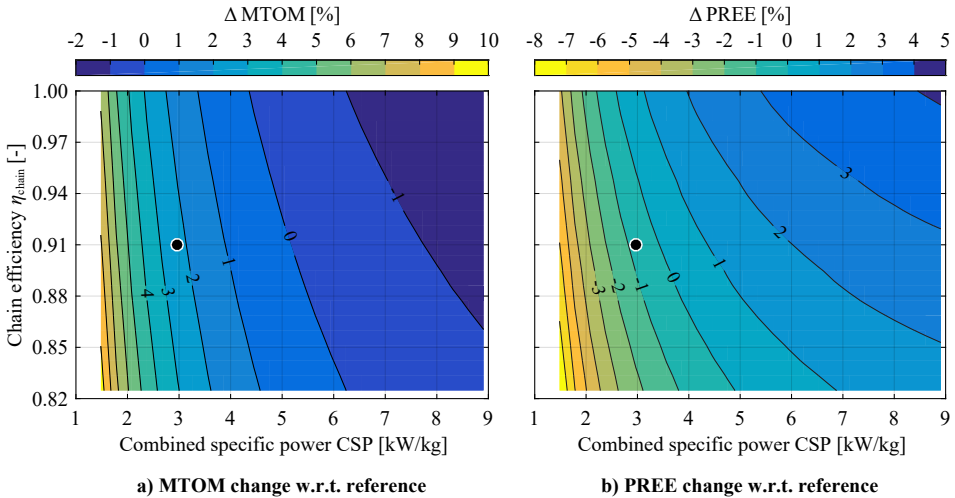 Δ MTOM [%]
-2 -1 0 1 2 3 4 5 6 7 8 9 10
Chain efficiency ηchain [-]
1.00
0.97
0.94
0.91
0.88
0.85
0.82
4 3 2 1 0 -1
1 2 3 4 5 6 7 8 9
Combined specific power CSP [kW/kg]
a) MTOM change w.r.t. reference
Δ PREE [%]
-8 -7 -6 -5 -4 -3 -2 -1 0 1 2 3 4 5
-3 -2 -1 0 1 2 3
1 2 3 4 5 6 7 8 9
Combined specific power CSP [kW/kg]
b) PREE change w.r.t. reference